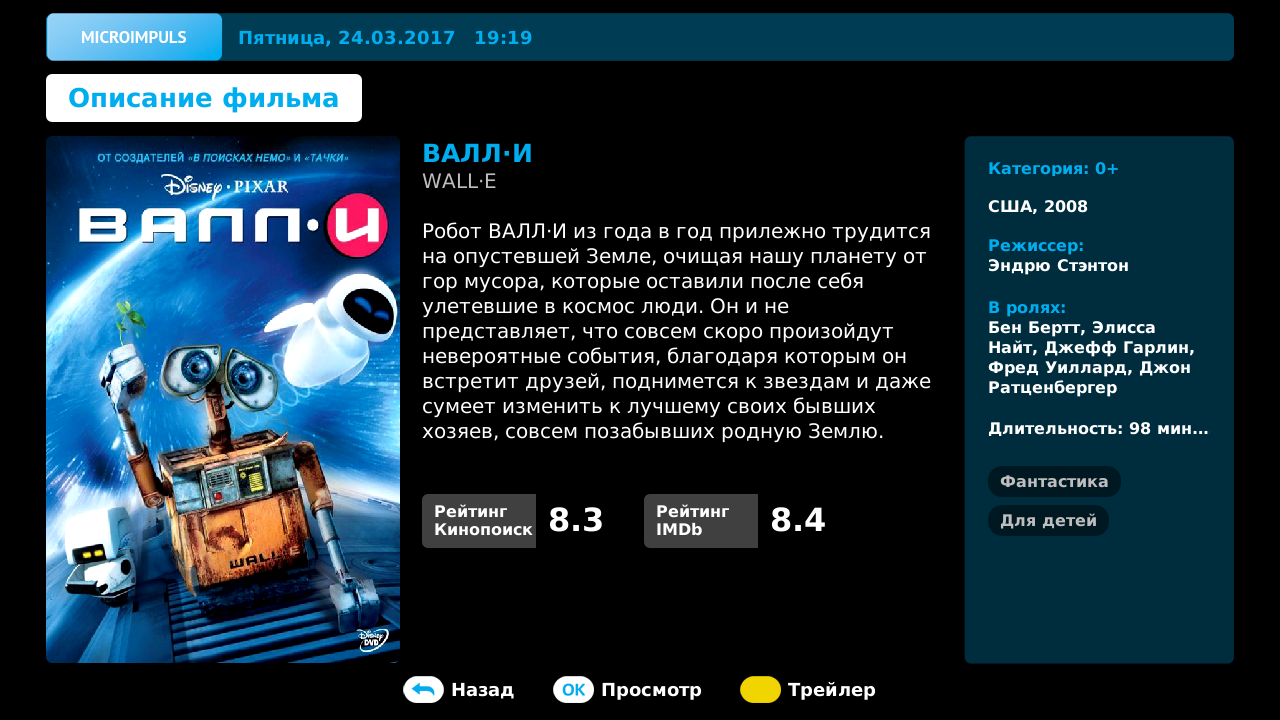 MICROIMPULS
Пятница, 24.03.2017 19:19
Описание фильма
ОТ СОЗДАТЕЛЕЙ «В ПОИСКАХ НЕМО» И «ТАЧКИ»
Disney · PIXAR
ВАЛЛ·И
WALL·E
Disney
DVD
ВАЛЛ·И
WALL·E
Робот ВАЛЛ·И из года в год прилежно трудится
на опустевшей Земле, очищая нашу планету от
гор мусора, которые оставили после себя
улетевшие в космос люди. Он и не
представляет, что совсем скоро произойдут
невероятные события, благодаря которым он
встретит друзей, поднимется к звездам и даже
сумеет изменить к лучшему своих бывших
хозяев, совсем позабывших родную Землю.
Рейтинг
Кинопоиск
8.3
Рейтинг
IMDb
8.4
Категория: 0+
США, 2008
Режиссер:
Эндрю Стэнтон
В ролях:
Бен Бертт, Элисса
Найт, Джефф Гарлин,
Фред Уиллард, Джон
Ратценбергер
Длительность: 98 мин...
Фантастика
Для детей
Назад
OK Просмотр
Трейлер